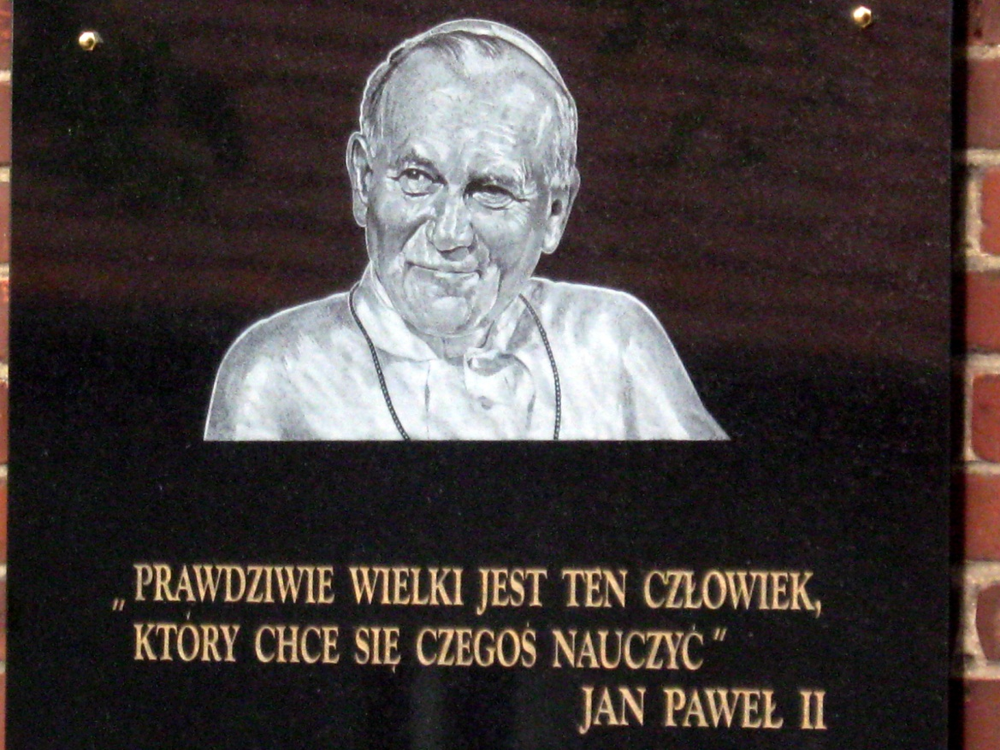 „PRAWDZIWIE WIELKI JEST TEN CZŁOWIEK,
KTÓRY CHCE SIĘ CZEGOŚ NAUCZYĆ“
JAN PAWEŁ II